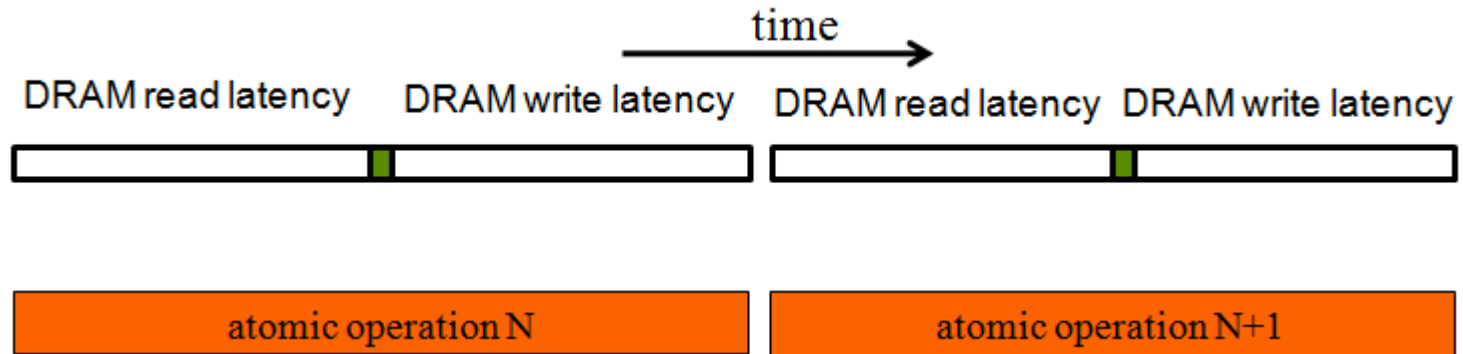 time
DRAM read latency DRAM write latency DRAM read latency DRAM write latency
atomic operation N atomic operation N+1